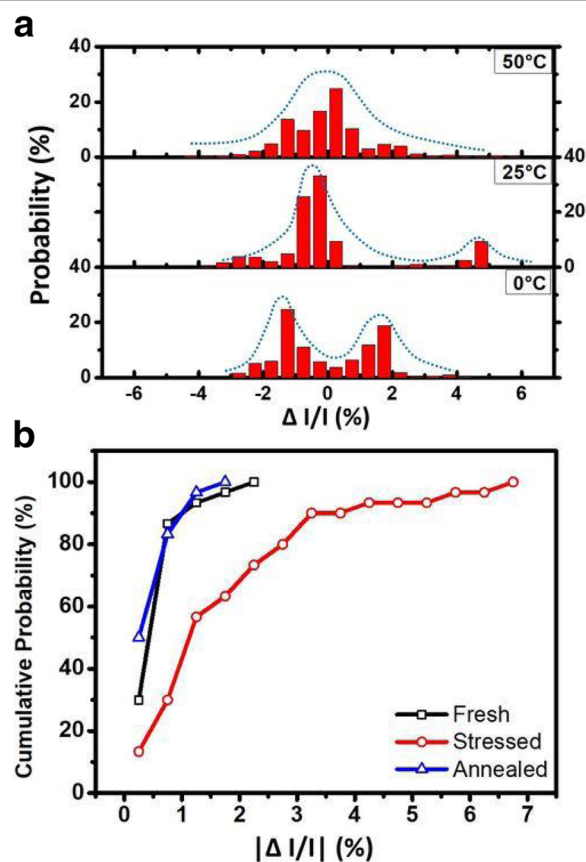 a
Probability (%)
40
20
0
50°C
40
20
0
25°C
40
20
0
0°C
-6 -4 -2 0 2 4 6
Δ I/I (%)
b
Cumulative Probability (%)
100
80
60
40
20
0
Fresh
Stressed
Annealed
0 1 2 3 4 5 6 7
|Δ I/I| (%)